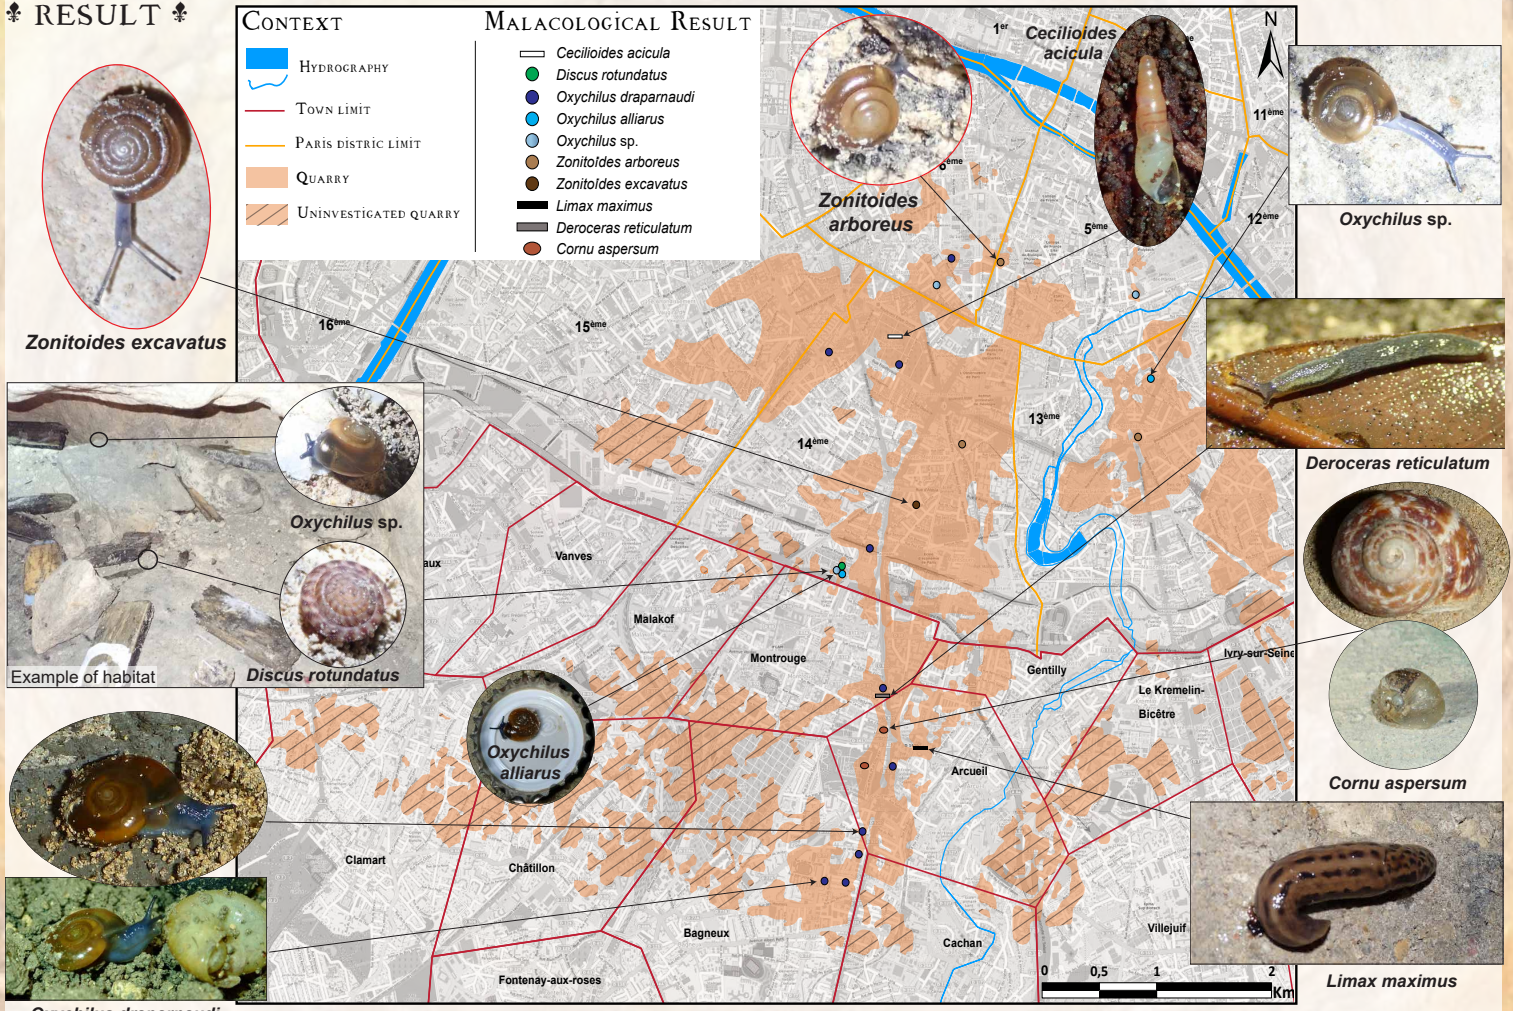 RESULT
CONTEXT
HYDROGRAPHY
TOWN LIMIT
PARIS DISTRIC LIMIT
QUARRY
UNINVESTIGATED QUARRY
MALACOLOGICAL RESULT
Cecilioides acicula
Discus rotundatus
Oxychilus draparnaudi
Oxychilus alliarus
Oxychilus sp.
Zonitoïdes arboreus
Zonitoïdes excavatus
Limax maximus
Deroceras reticulatum
Cornu aspersum
Zonitoides excavatus
Zonitoides
arboreus
Cecilioides
acicula
N
Oxychilus sp.
1er
11ème
12ème
5ème
6ème
16ème
15ème
14ème
13ème
Deroceras reticulatum
Oxychilus sp.
Discus rotundatus
Example of habitat
Vanves
Malakof
Montrouge
Gentilly
Ivry-sur-Seine
Le Kremelin-
Bicêtre
Arcueil
Oxychilus
alliarus
Cornu aspersum
Clamart
Châtillon
Bagneux
Fontenay-aux-roses
Cachan
Villejuif
0 0,5 1 2
Km
Limax maximus
Oxychilus draparnaudi